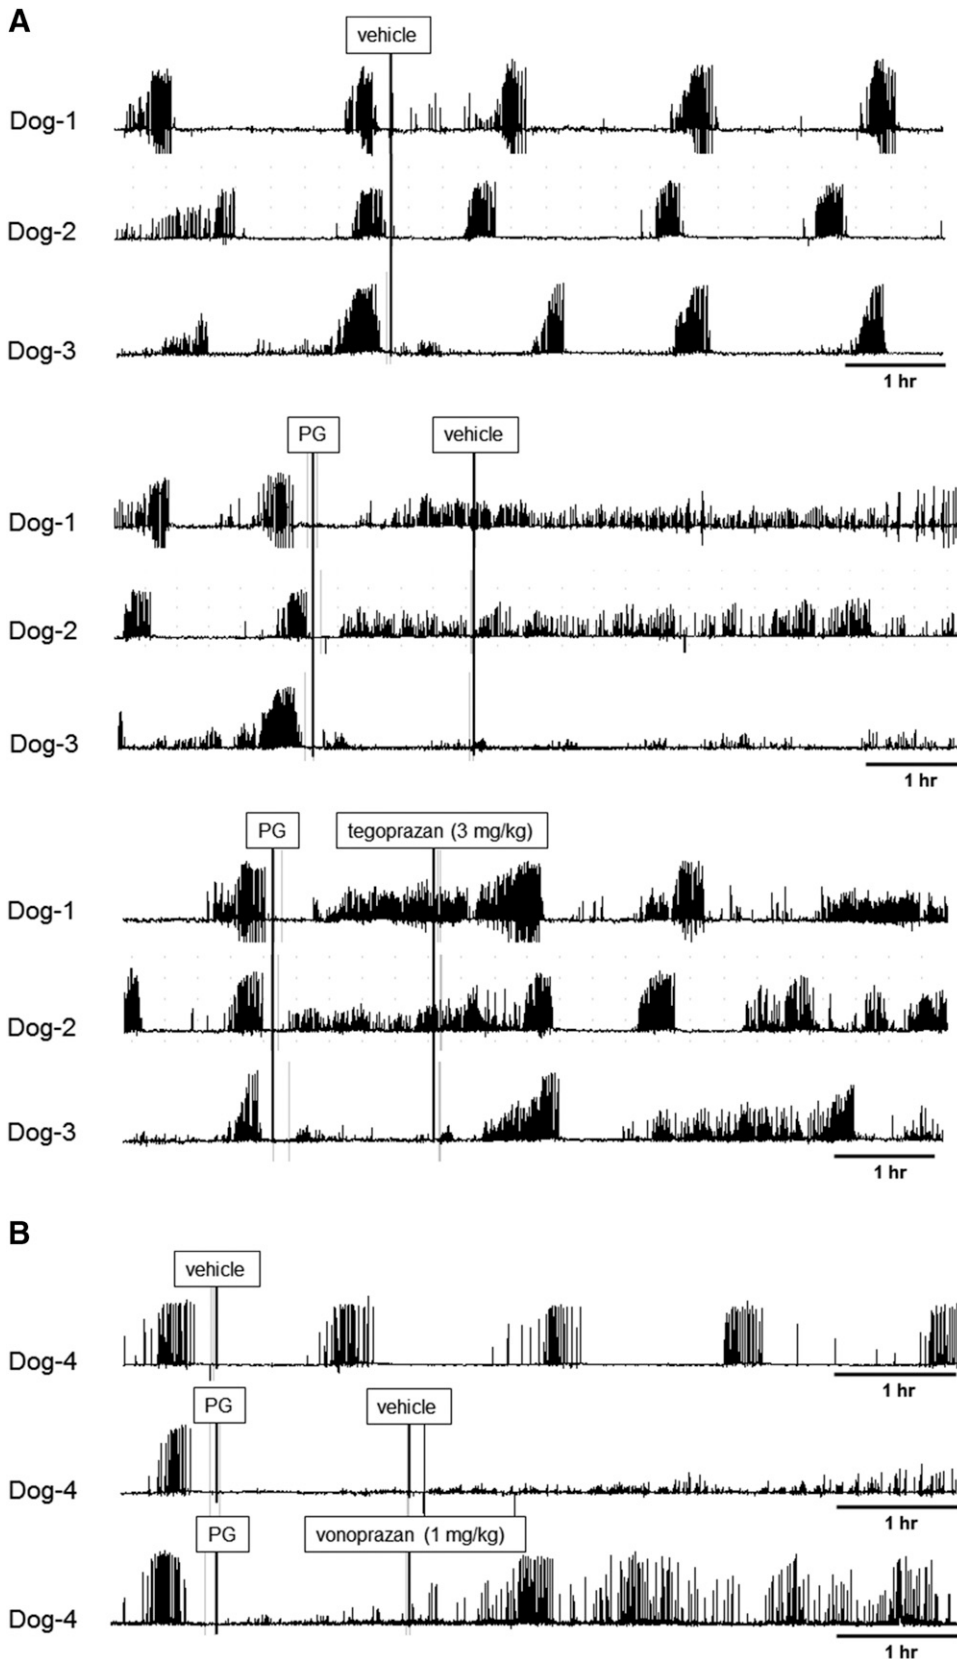 A
vehicle
Dog-1
Dog-2
Dog-3
1 hr
PG vehicle
Dog-1
Dog-2
Dog-3
1 hr
PG tegoprazan (3 mg/kg)
Dog-1
Dog-2
Dog-3
1 hr
B
vehicle
Dog-4
1 hr
PG vehicle
Dog-4
1 hr
PG vonoprazan (1 mg/kg)
Dog-4
1 hr